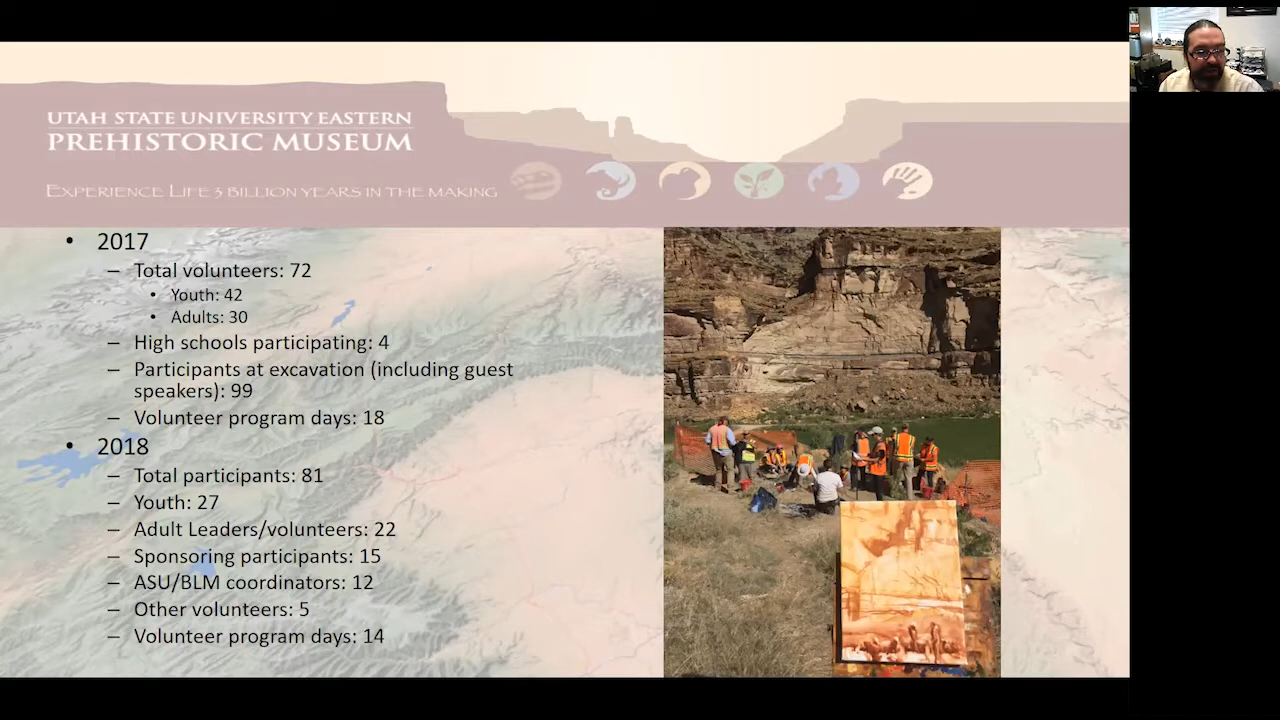 UTAH STATE UNIVERSITY EASTERN
PREHISTORIC MUSEUM
EXPERIENCE LIFE 3 BILLION YEARS IN THE MAKING
• 2017
– Total volunteers: 72
• Youth: 42
• Adults: 30
– High schools participating: 4
– Participants at excavation (including guest
speakers): 99
– Volunteer program days: 18
• 2018
– Total participants: 81
– Youth: 27
– Adult Leaders/volunteers: 22
– Sponsoring participants: 15
– ASU/BLM coordinators: 12
– Other volunteers: 5
– Volunteer program days: 14